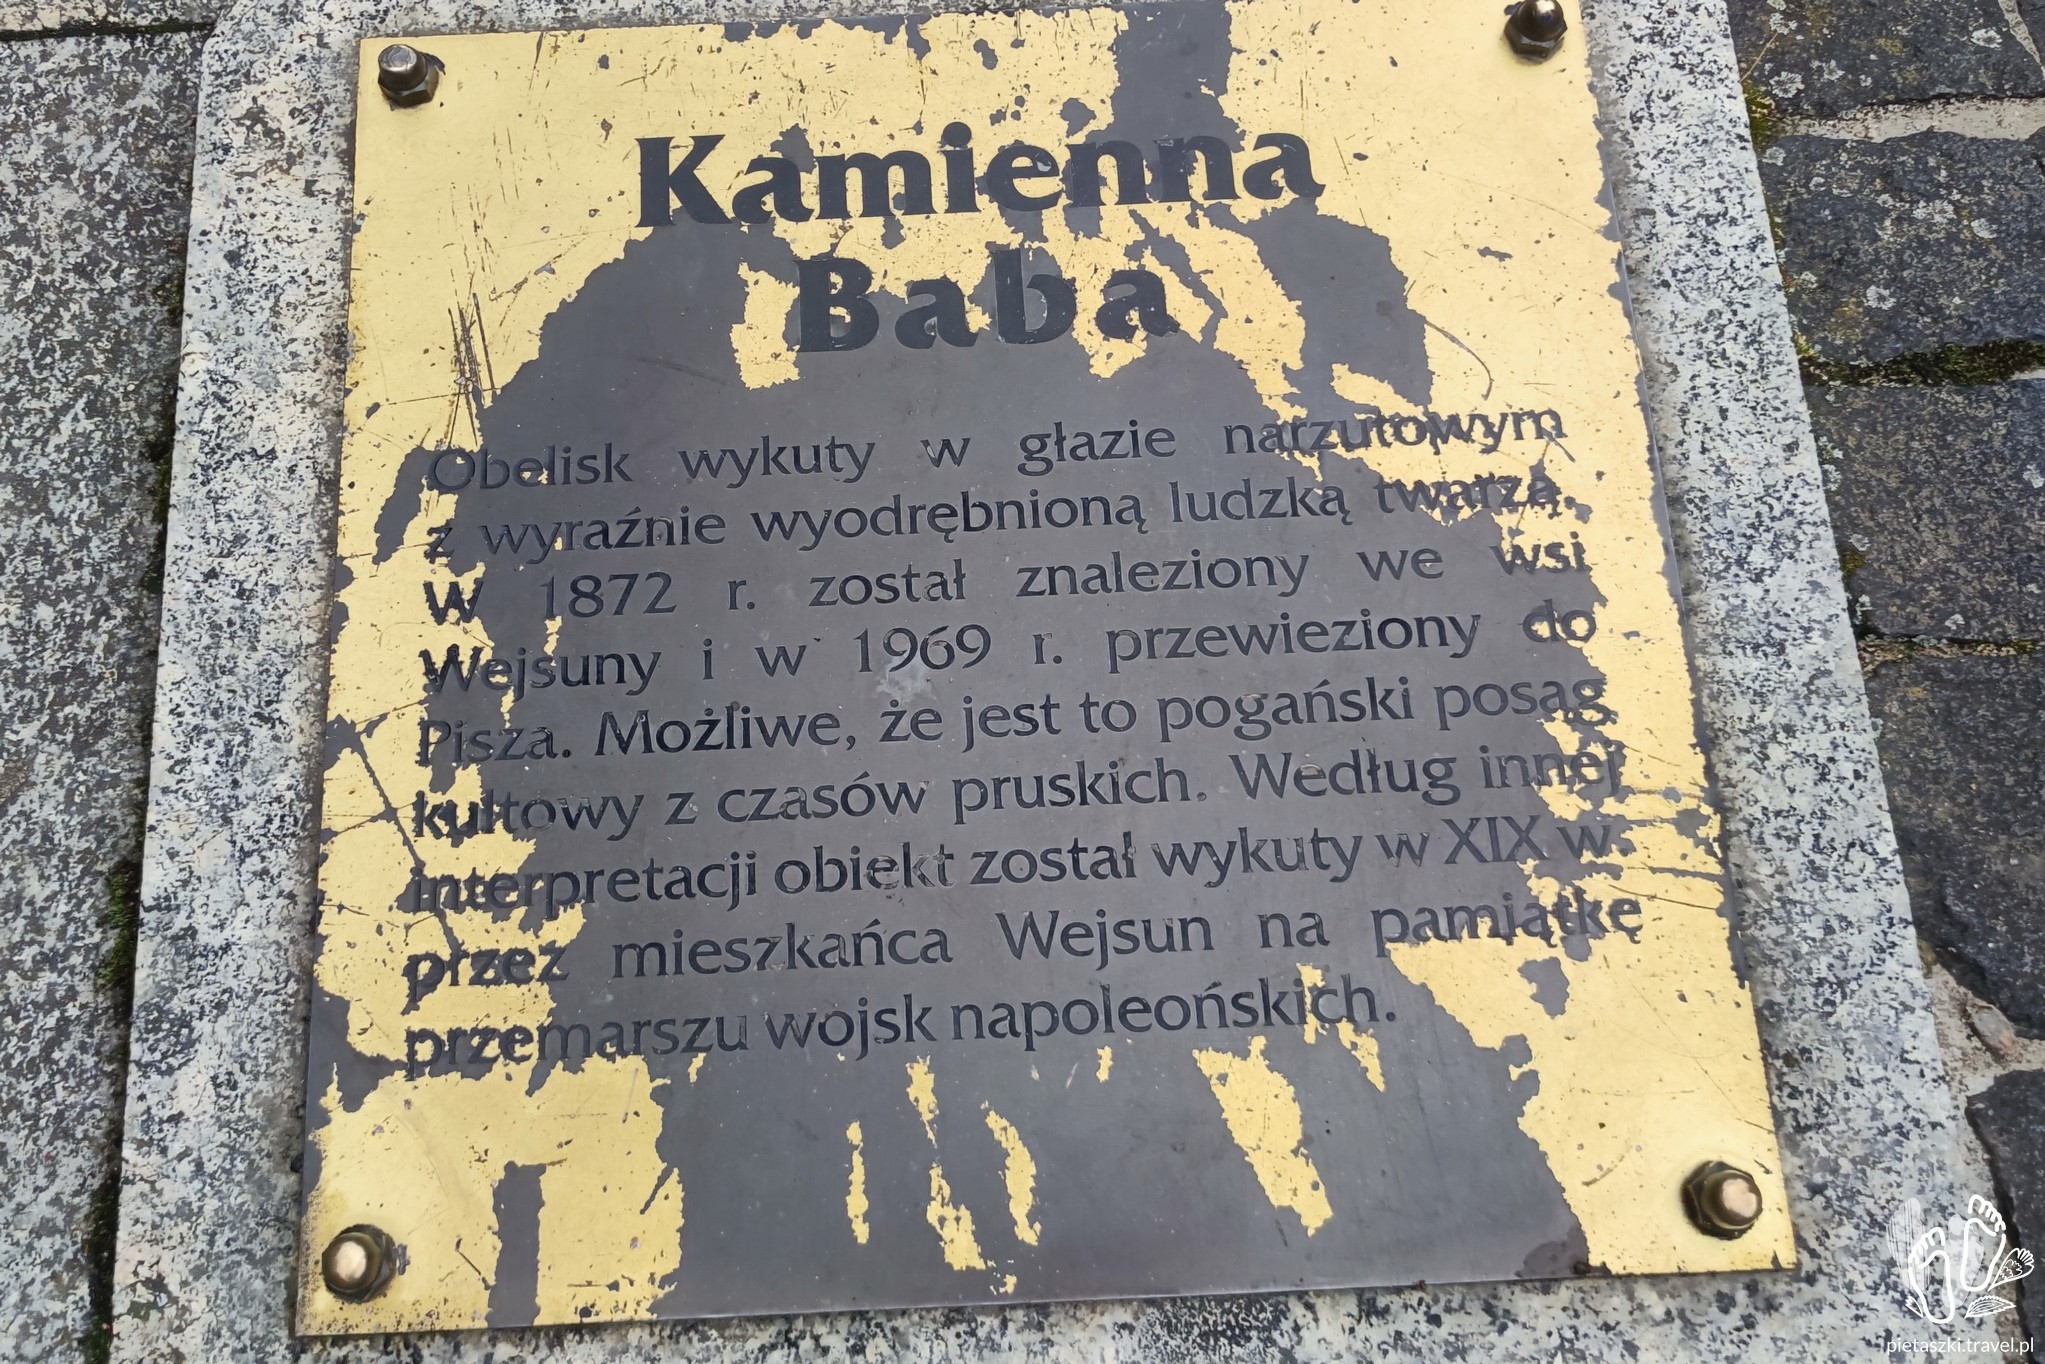 Kamienna
Baba
Obelisk wykuty w głazie narzutowym
z wyraźnie wyodrębnioną ludzką twarzą.
W 1872 r. został znaleziony we wsi
Wejsuny i w 1969 r. przewieziony do
Pisza. Możliwe, że jest to pogański posąg
kultowy z czasów pruskich. Według innej
interpretacji obiekt został wykuty w XIX w.
przez mieszkańca Wejsun na pamiątkę
przemarszu wojsk napoleońskich.
pietaszki.travel.pl